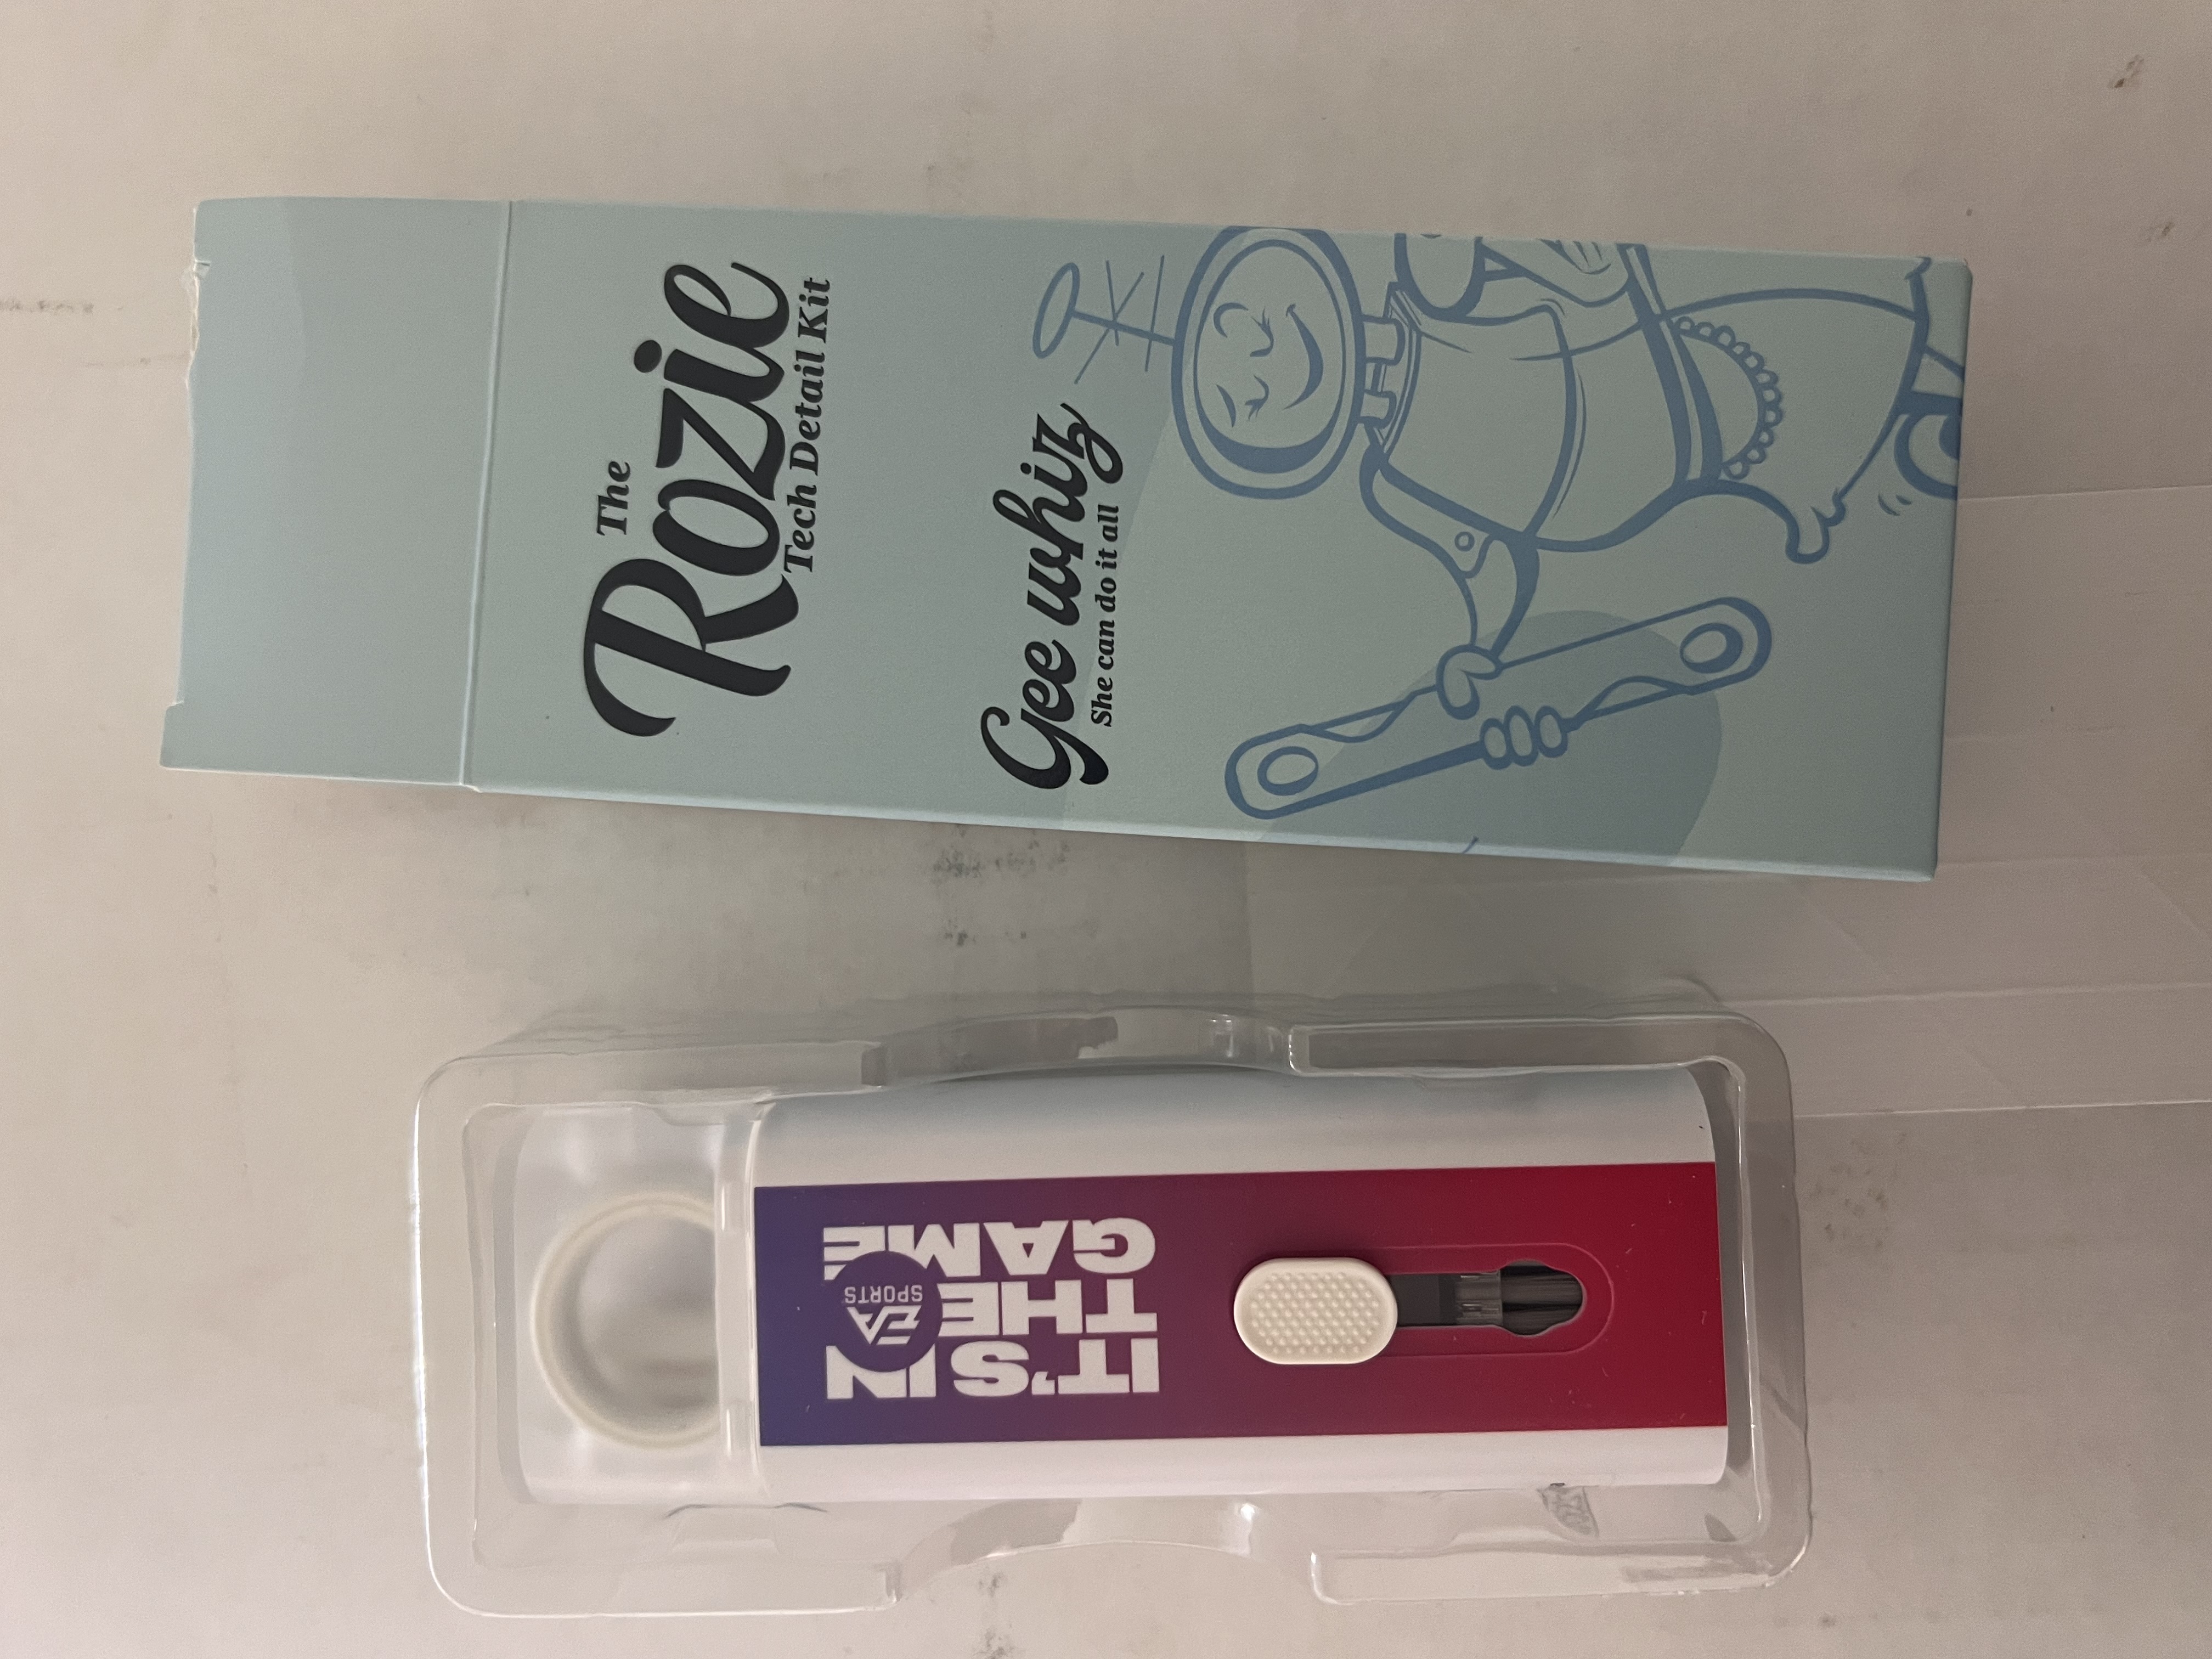 The
Rozie
Tech Detail Kit
Gee whiz
She can do it all
IT'S IN
THE
GAME
EA
SPORTS